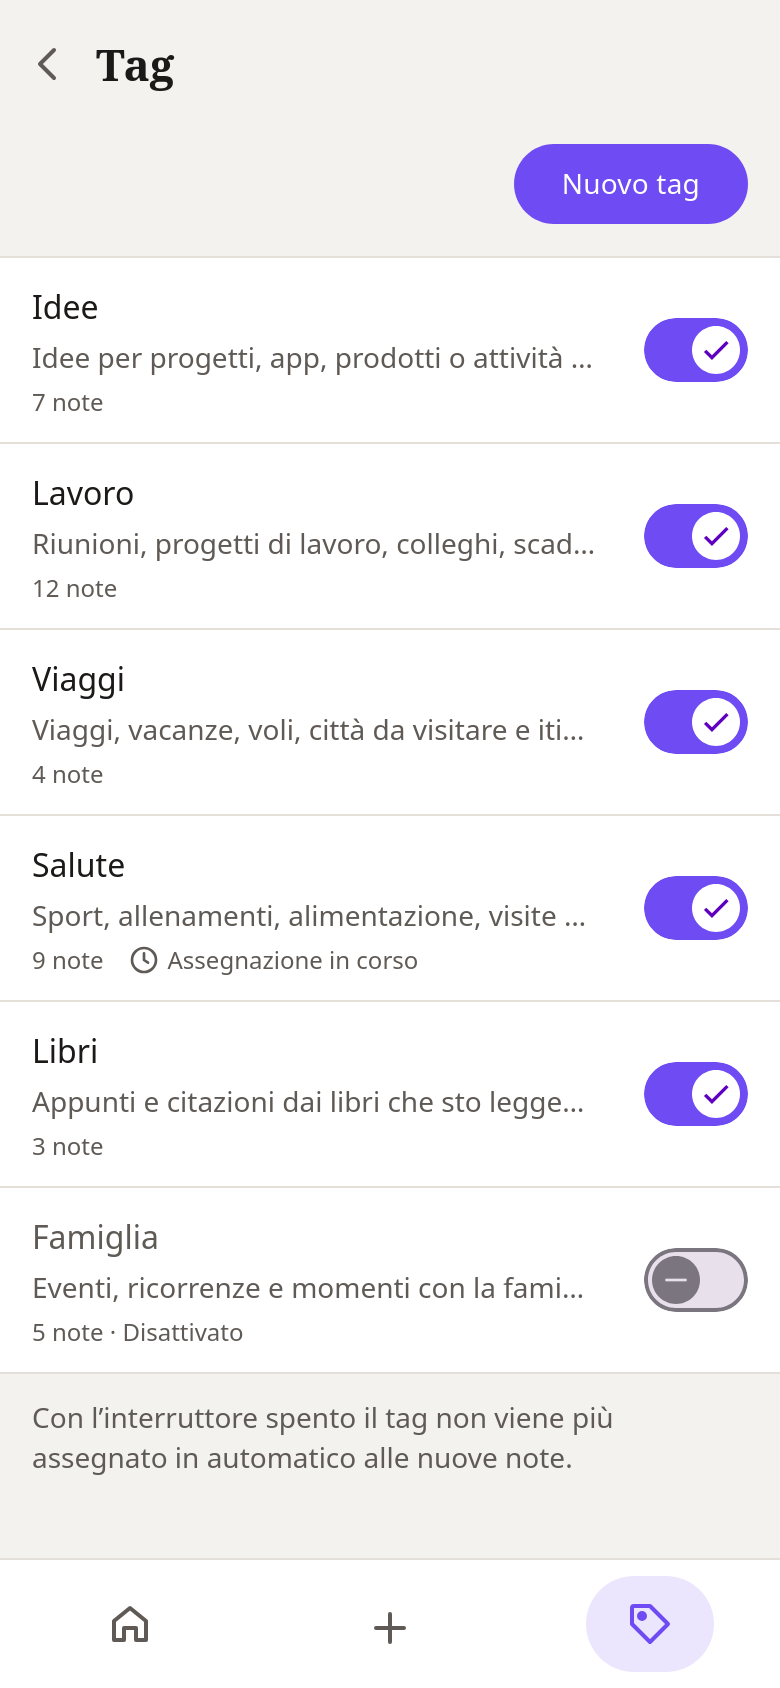 Tag
Nuovo tag
Idee
Idee per progetti, app, prodotti o attività ...
7 note
Lavoro
Riunioni, progetti di lavoro, colleghi, scad...
12 note
Viaggi
Viaggi, vacanze, voli, città da visitare e iti...
4 note
Salute
Sport, allenamenti, alimentazione, visite ...
9 note Assegnazione in corso
Libri
Appunti e citazioni dai libri che sto legge...
3 note
Famiglia
Eventi, ricorrenze e momenti con la fami...
5 note · Disattivato
Con l’interruttore spento il tag non viene più
assegnato in automatico alle nuove note.